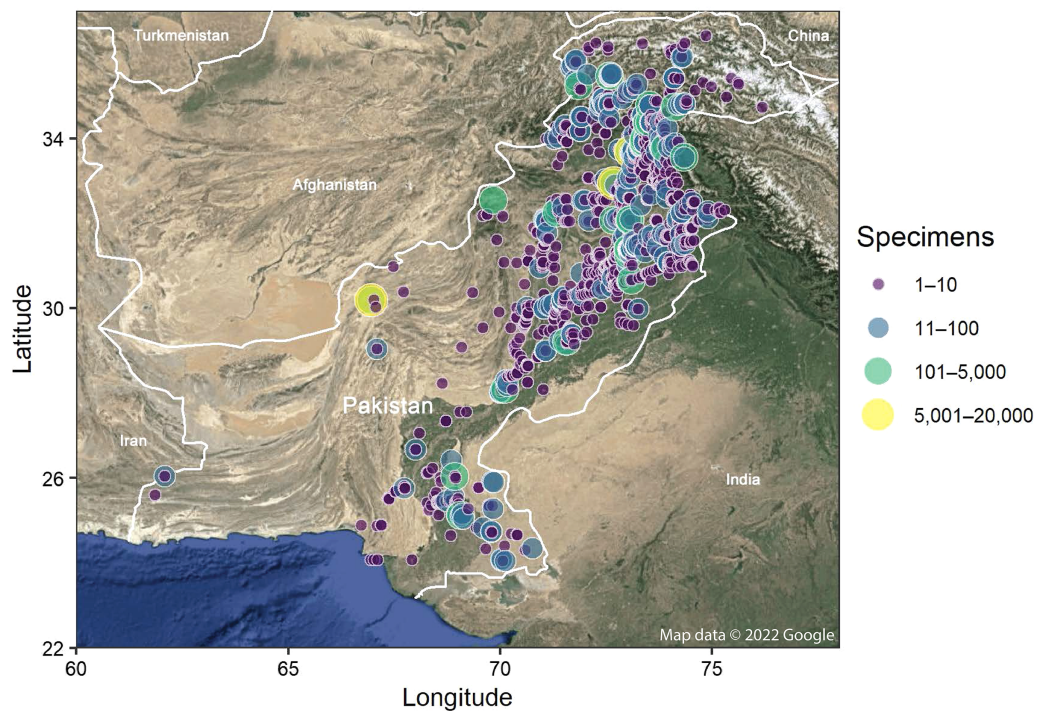 Turkmenistan
China
34
Afghanistan
Specimens
1–10
Latitude
30
11–100
101–5,000
Pakistan
5,001–20,000
Iran
26
India
Map data © 2022 Google
22
60
65
70
75
Longitude